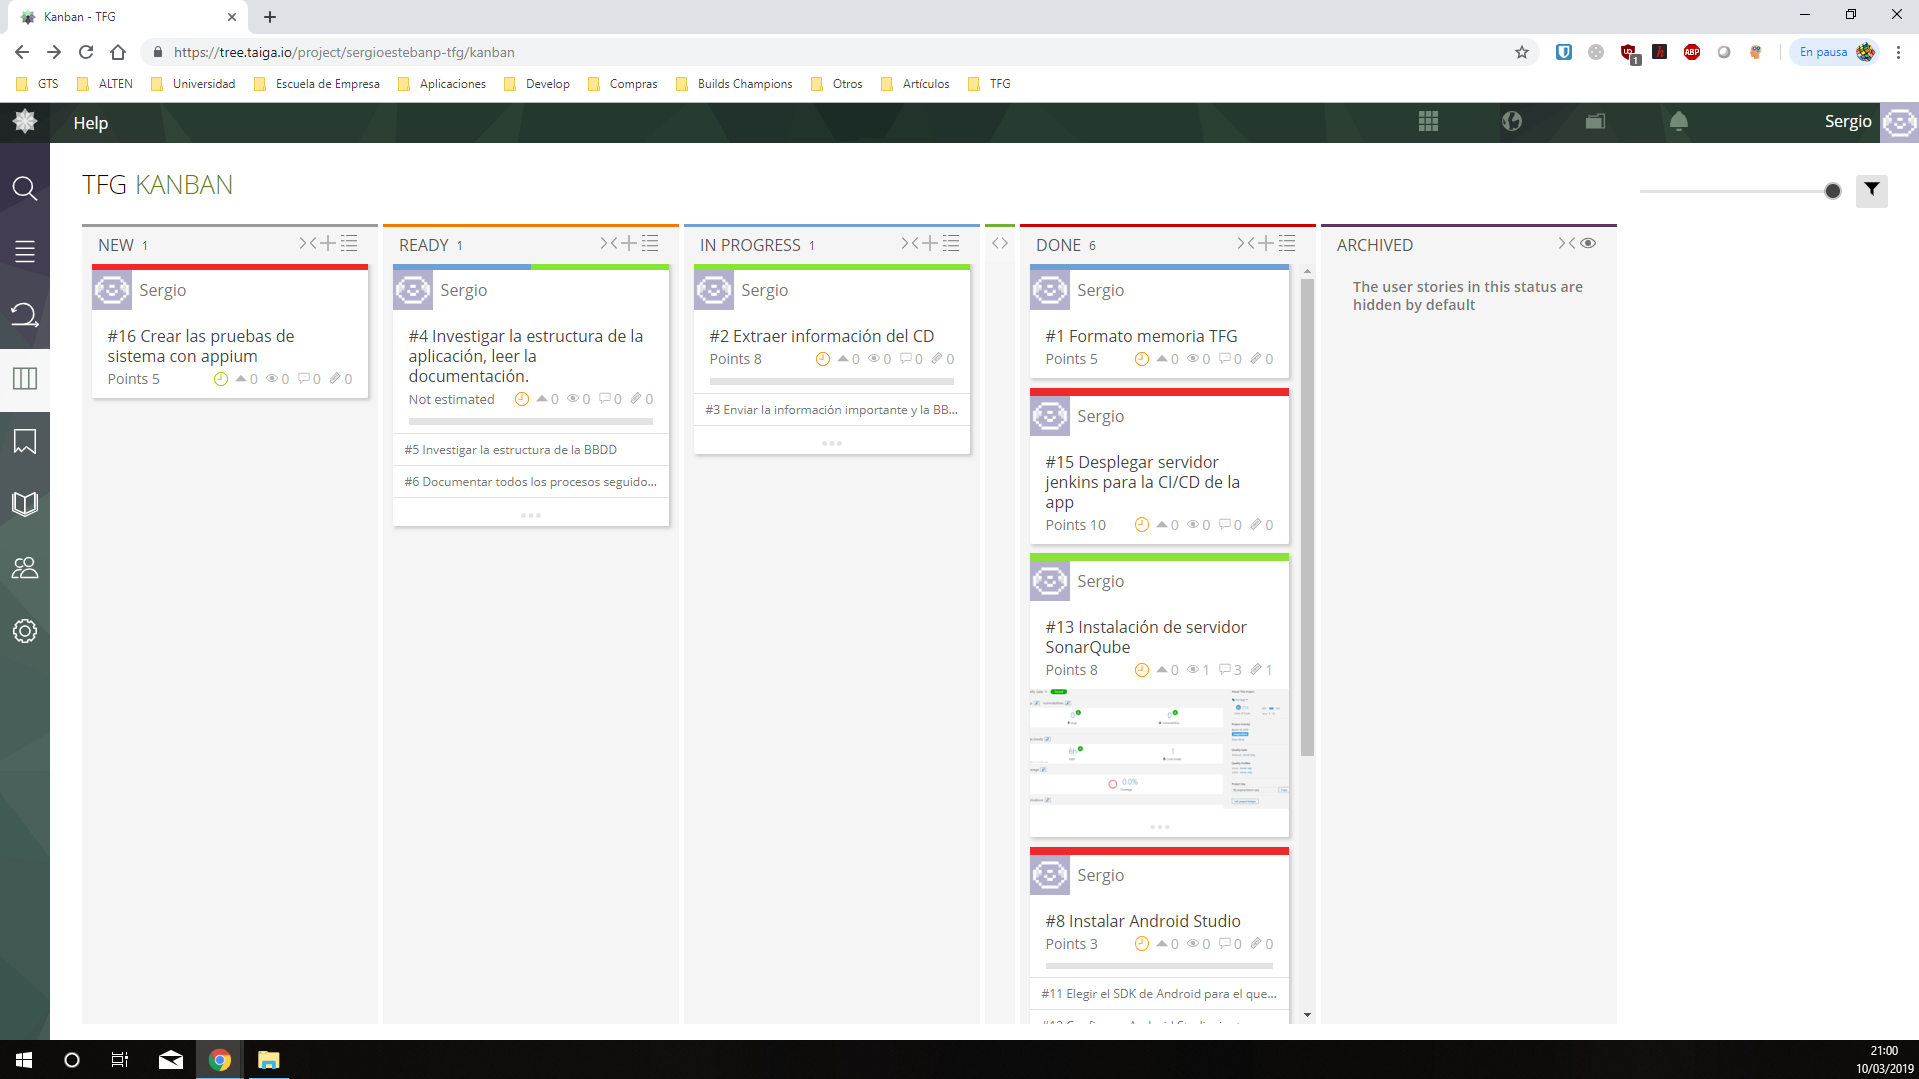 Kanban - TFG
https://tree.taiga.io/project/sergioestebanp-tfg/kanban
1
ABP
En pausa
GTS
ALTEN
Universidad
Escuela de Empresa
Aplicaciones
Develop
Compras
Builds Champions
Otros
Artículos
TFG
Help
Sergio
TFG KANBAN
NEW 1
Sergio
#16 Crear las pruebas de
sistema con appium
Points 5 0 0 0 0
READY 1
Sergio
#4 Investigar la estructura de la
aplicación, leer la
documentación.
Not estimated 0 0 0 0
#5 Investigar la estructura de la BBDD
#6 Documentar todos los procesos seguido...
IN PROGRESS 1
Sergio
#2 Extraer información del CD
Points 8 0 0 0 0
#3 Enviar la información importante y la BB...
DONE 6
Sergio
#1 Formato memoria TFG
Points 5 0 0 0 0
Sergio
#15 Desplegar servidor
jenkins para la CI/CD de la
app
Points 10 0 0 0 0
Sergio
#13 Instalación de servidor
SonarQube
Points 8 0 1 3 1
0.0%
Sergio
#8 Instalar Android Studio
Points 3 0 0 0 0
#11 Elegir el SDK de Android para el que...
ARCHIVED
The user stories in this status are
hidden by default
21:00
10/03/2019